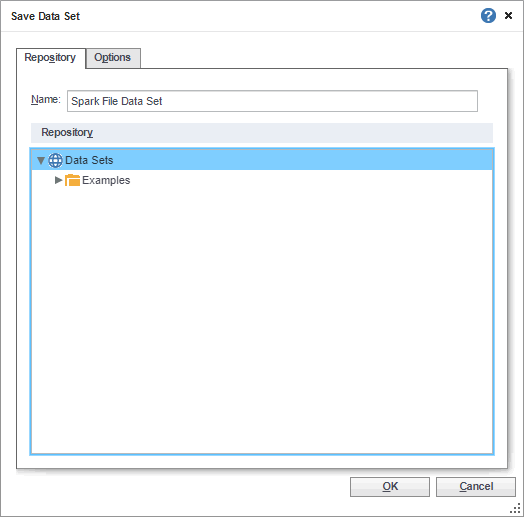 Save Data Set
?
Repository Options
Name: Spark File Data Set
Repository
Data Sets
Examples
OK Cancel